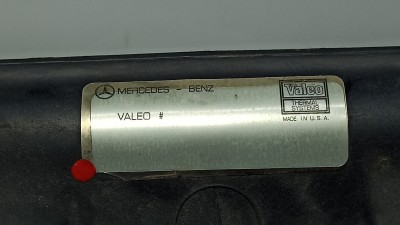 MERCEDES - BENZ
Valeo
THERMAL
SYSTEMS
VALEO #
MADE IN U.S.A.